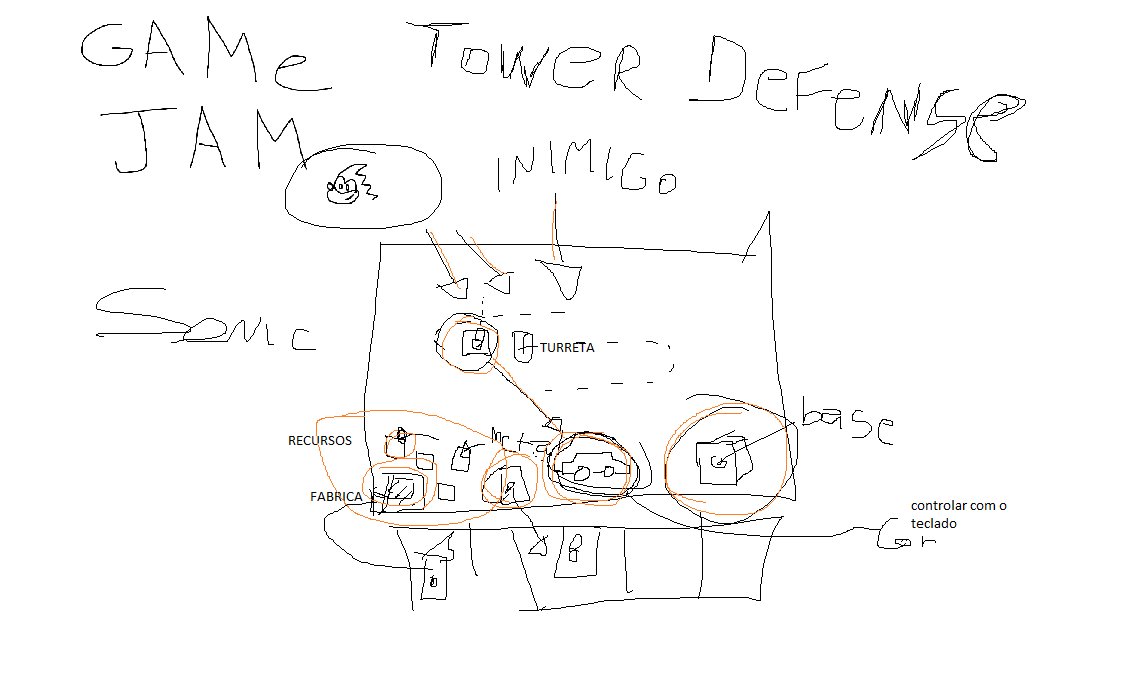 GAMe
JAM
TOWER DeFeNSe
INIMIGo
SONIC
TURRETA
RECURSOS
base
FABRICA
controlar com o
teclado